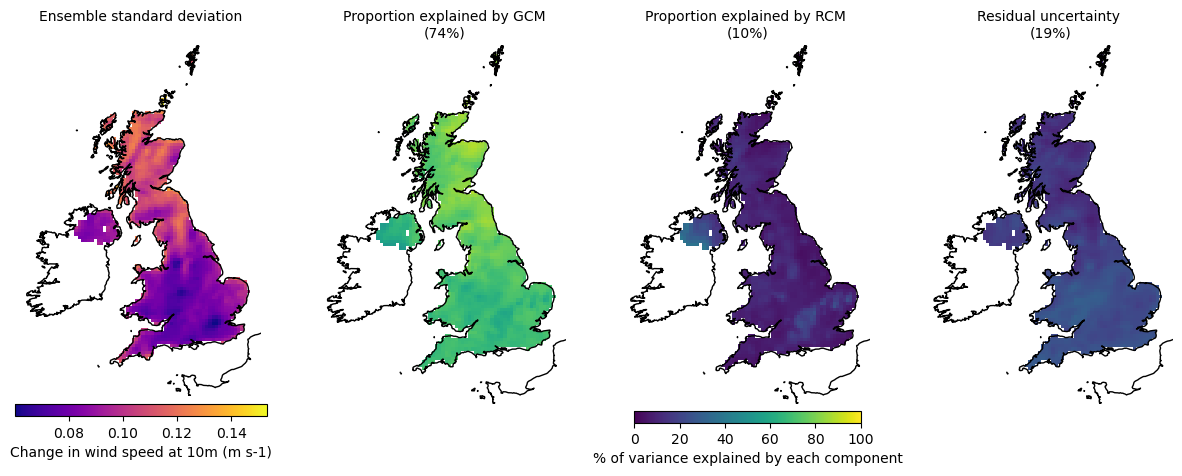 Ensemble standard deviation
Proportion explained by GCM
(74%)
Proportion explained by RCM
(10%)
Residual uncertainty
(19%)
0.08 0.10 0.12 0.14
Change in wind speed at 10m (m s-1)
0 20 40 60 80 100
% of variance explained by each component